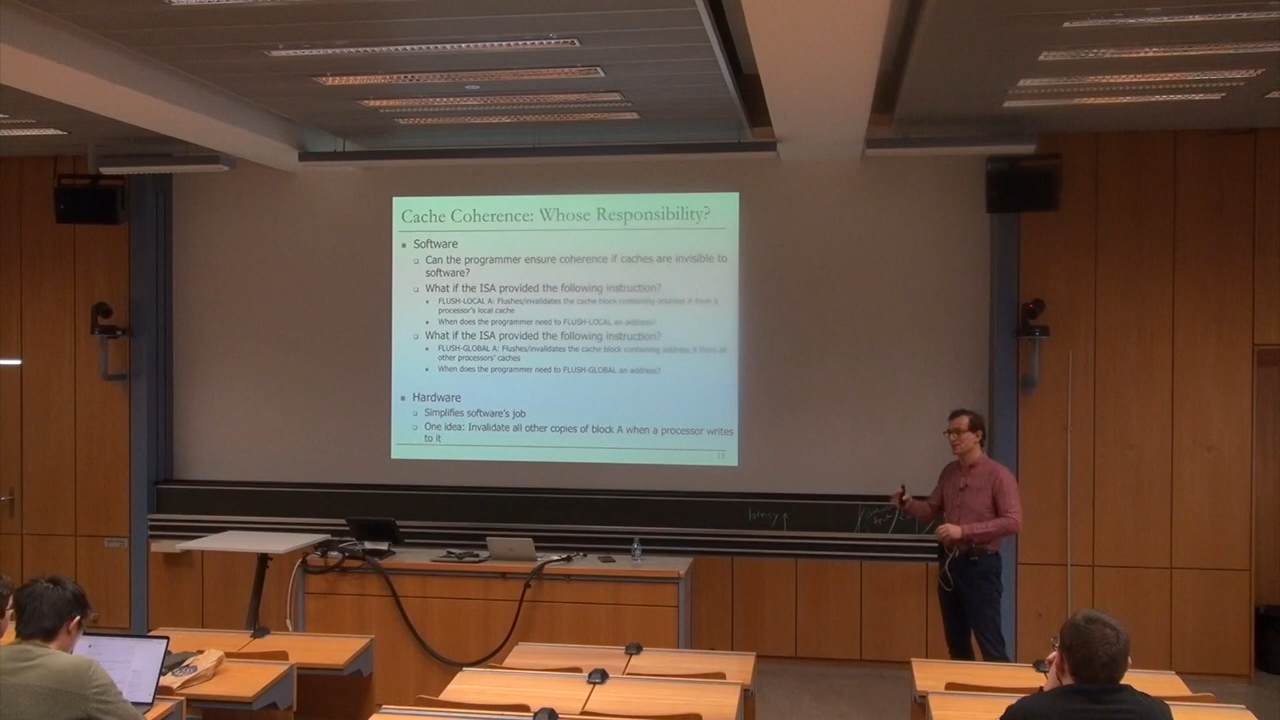 Cache Coherence: Whose Responsibility?
Software
Can the programmer ensure coherence if caches are invisible to
software?
What if the ISA provided the following instruction?
FLUSH-LOCAL A: Flushes/invalidates the cache block containing address A from a
processor's local cache
When does the programmer need to FLUSH-LOCAL an address?
What if the ISA provided the following instruction?
FLUSH-GLOBAL A: Flushes/invalidates the cache block containing address A from all
other processors' caches
When does the programmer need to FLUSH-GLOBAL an address?
Hardware
Simplifies software's job
One idea: Invalidate all other copies of block A when a processor writes
to it
latency